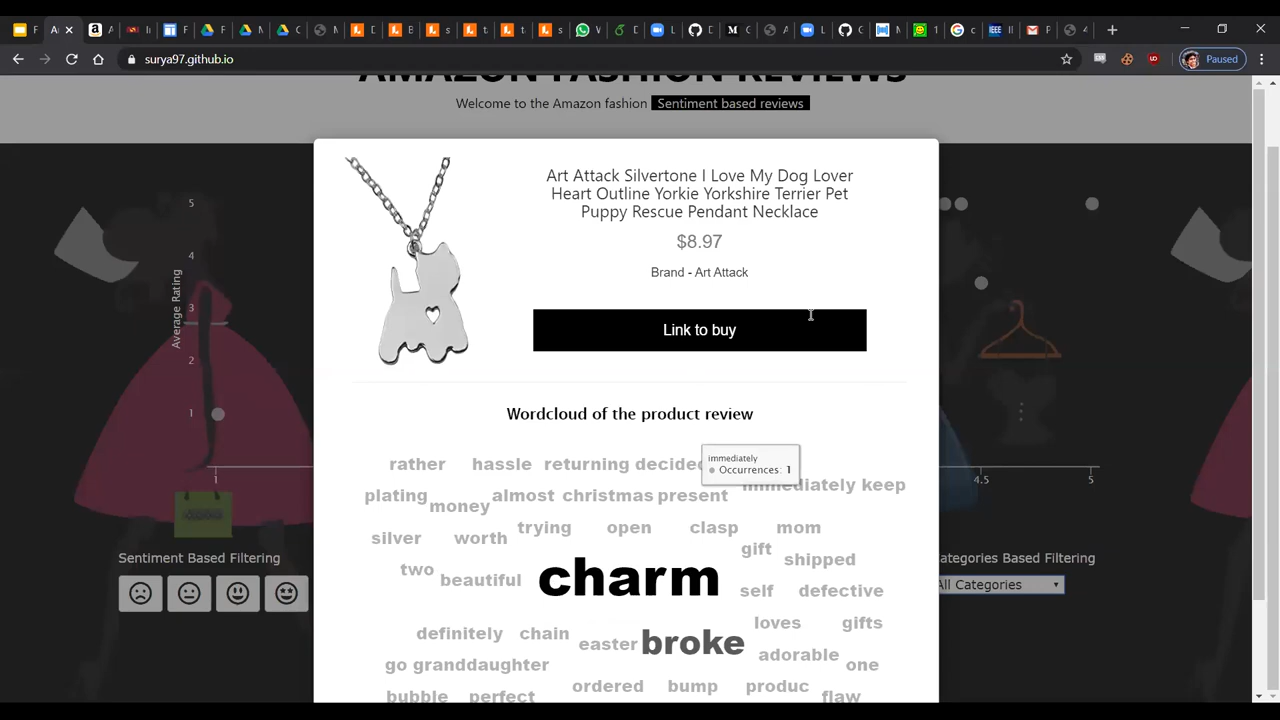 surya97.github.io
Paused
AMAZON FASHION REVIEWS
Welcome to the Amazon fashion Sentiment based reviews
Art Attack Silvertone I Love My Dog Lover
Heart Outline Yorkie Yorkshire Terrier Pet
Puppy Rescue Pendant Necklace
$8.97
Brand - Art Attack
Link to buy
5
4
Average Rating
3
2
1
1
4.5
5
Wordcloud of the product review
immediately
Occurrences: 1
rather hassle returning decided
immediately keep
plating almost christmas present
money
silver worth trying open clasp mom
gift
two beautiful charm shipped
self defective
loves gifts
definitely chain easter broke
adorable one
go granddaughter
ordered bump produc
bubble perfect flaw
Sentiment Based Filtering
Categories Based Filtering
All Categories